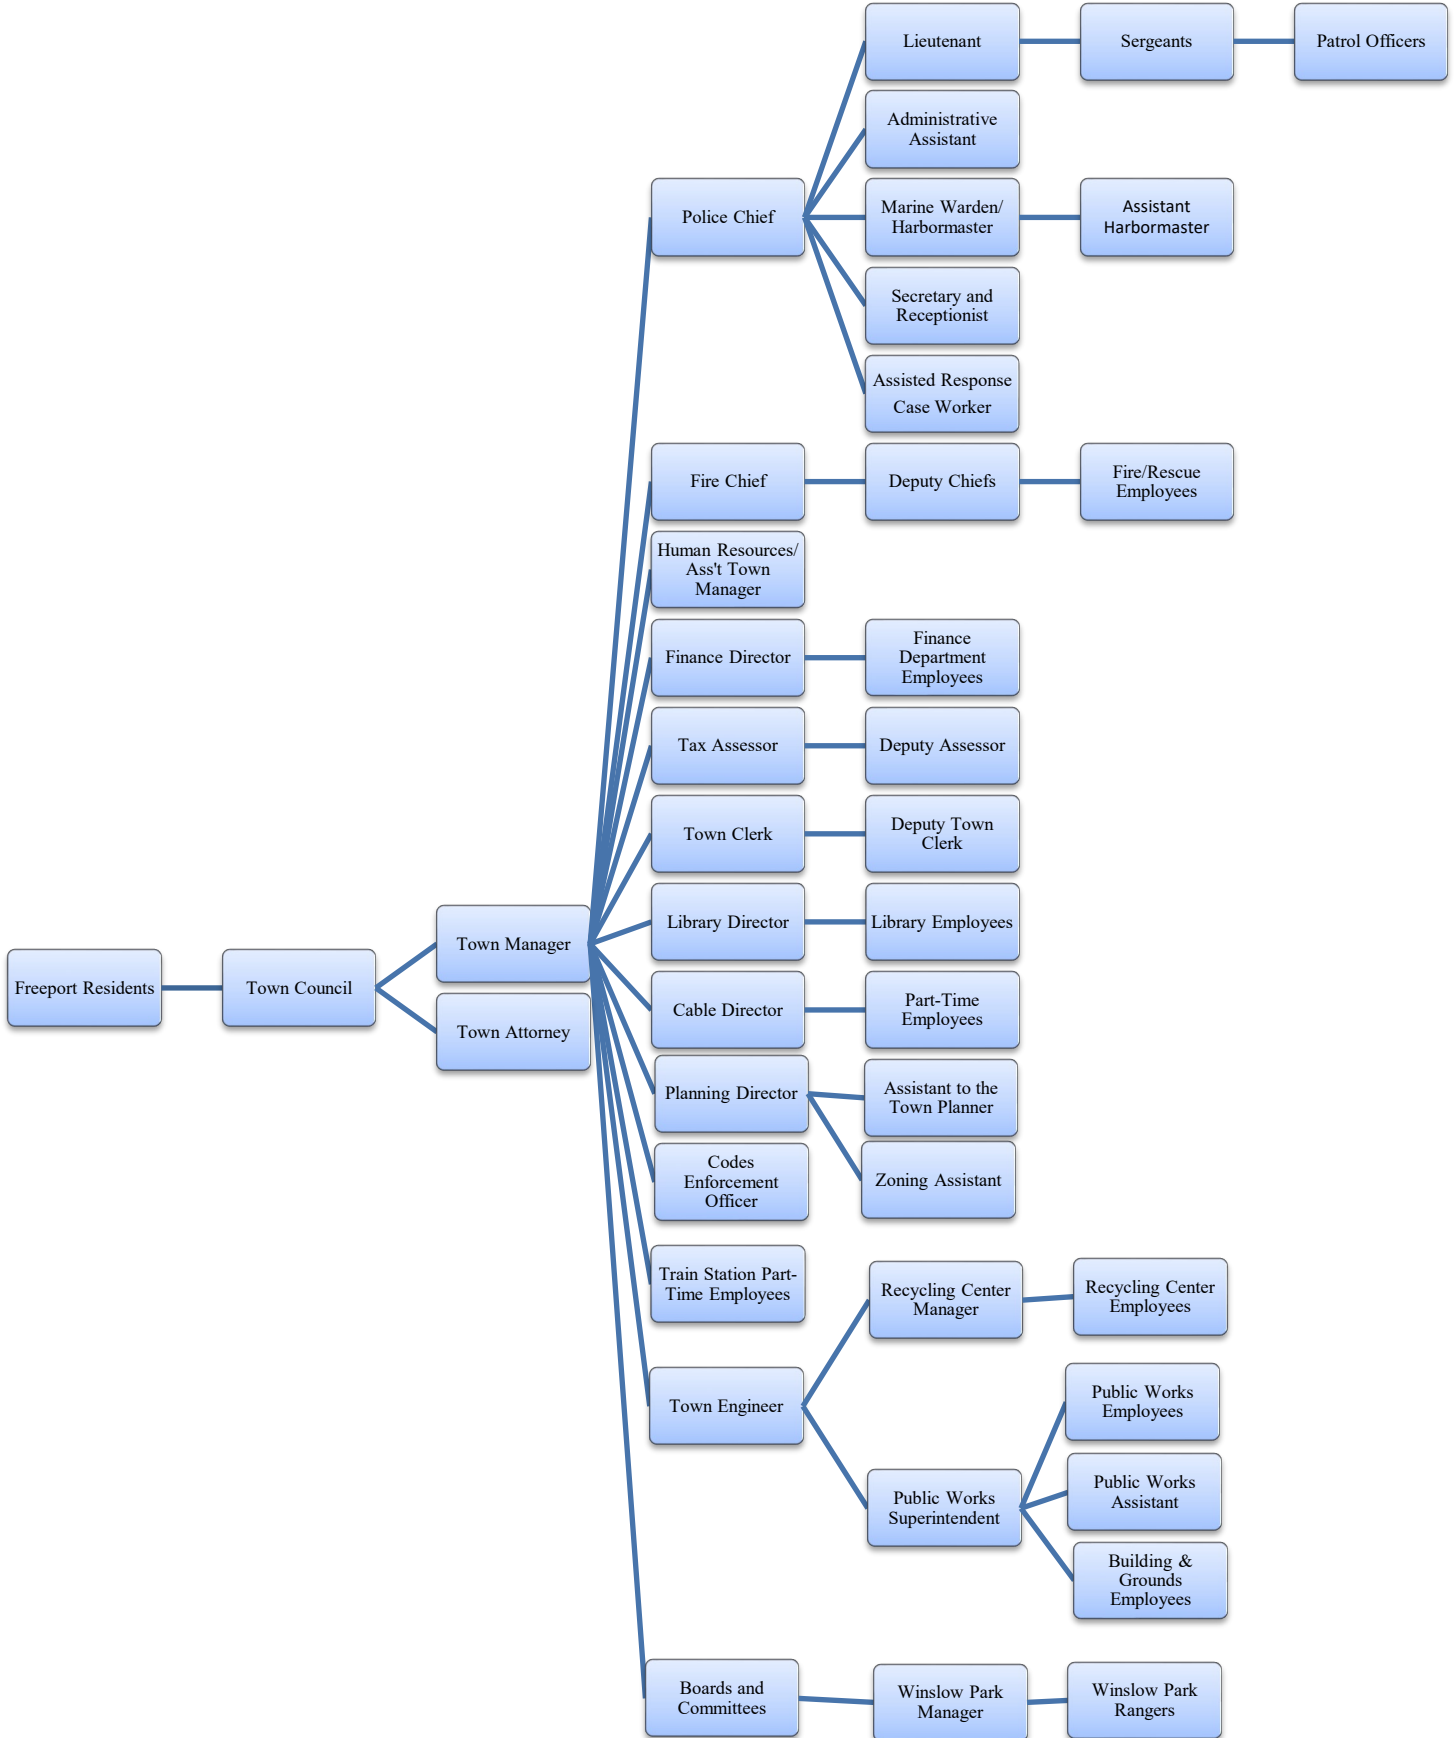 Lieutenant
Sergeants
Patrol Officers
Administrative
Assistant
Police Chief
Marine Warden/
Harbormaster
Assistant
Harbormaster
Secretary and
Receptionist
Assisted Response
Case Worker
Fire Chief
Deputy Chiefs
Fire/Rescue
Employees
Human Resources/
Ass't Town
Manager
Finance Director
Finance
Department
Employees
Tax Assessor
Deputy Assessor
Town Clerk
Deputy Town
Clerk
Library Director
Library Employees
Freeport Residents
Town Council
Town Manager
Town Attorney
Cable Director
Part-Time
Employees
Planning Director
Assistant to the
Town Planner
Codes
Enforcement
Officer
Zoning Assistant
Train Station Part-
Time Employees
Recycling Center
Manager
Recycling Center
Employees
Town Engineer
Public Works
Employees
Public Works
Superintendent
Public Works
Assistant
Building &
Grounds
Employees
Boards and
Committees
Winslow Park
Manager
Winslow Park
Rangers